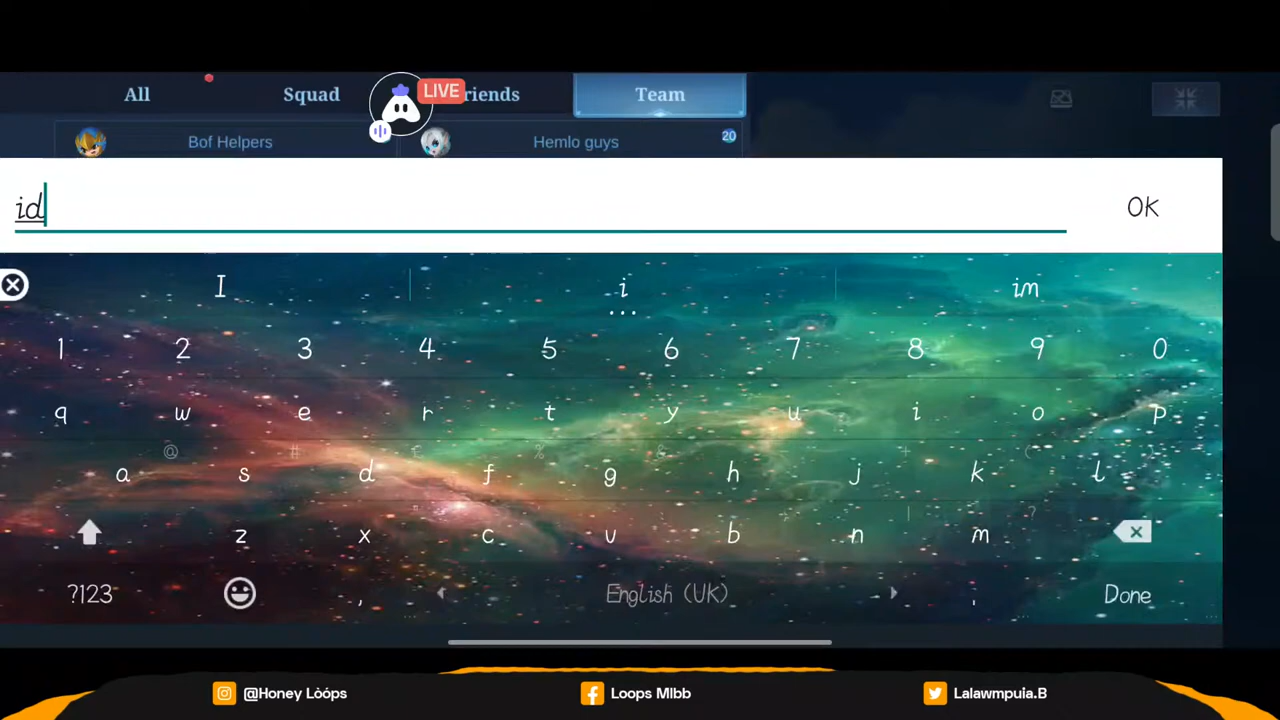 All Squad Friends Team
LIVE
Bof Helpers Hemlo guys 20
id OK
I i im
1 2 3 4 5 6 7 8 9 0
q w e r t y u i o p
a s d f g h j k l
z x c v b n m
?123 , English (UK) . Done
@Honey Lòóps Loops Mlbb Lalawmpuia.B